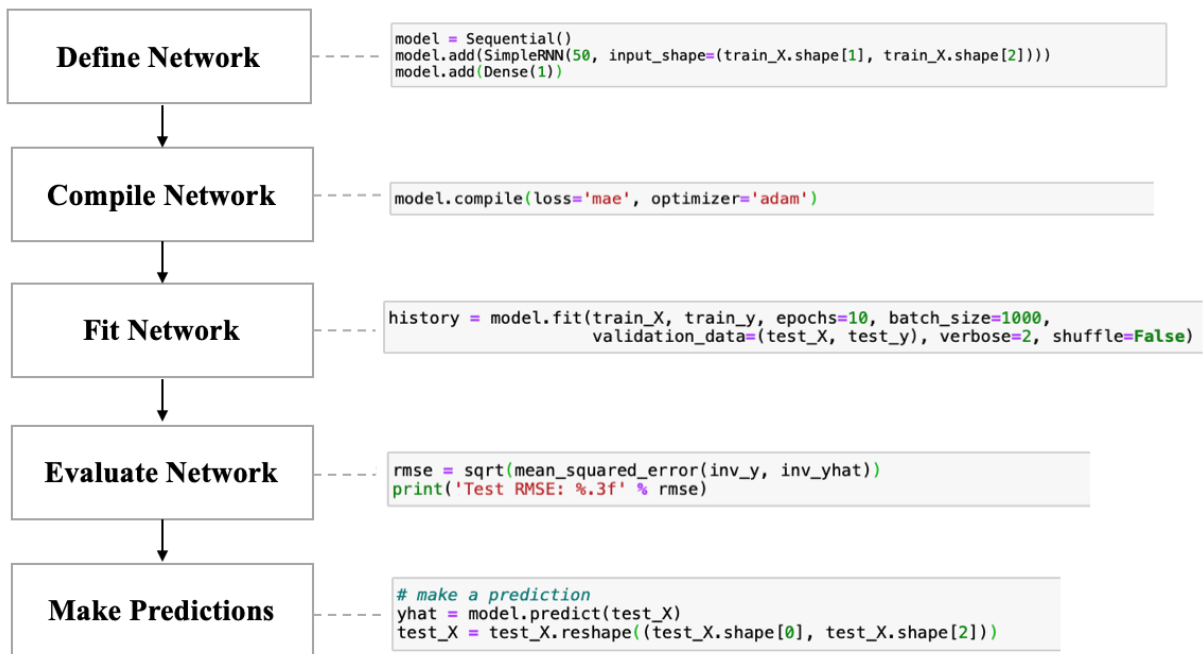 Define Network
model = Sequential()
model.add(SimpleRNN(50, input_shape=(train_X.shape[1], train_X.shape[2])))
model.add(Dense(1))
Compile Network
model.compile(loss='mae', optimizer='adam')
Fit Network
history = model.fit(train_X, train_y, epochs=10, batch_size=1000,
validation_data=(test_X, test_y), verbose=2, shuffle=False)
Evaluate Network
rmse = sqrt(mean_squared_error(inv_y, inv_yhat))
print('Test RMSE: %.3f' % rmse)
Make Predictions
# make a prediction
yhat = model.predict(test_X)
test_X = test_X.reshape((test_X.shape[0], test_X.shape[2]))